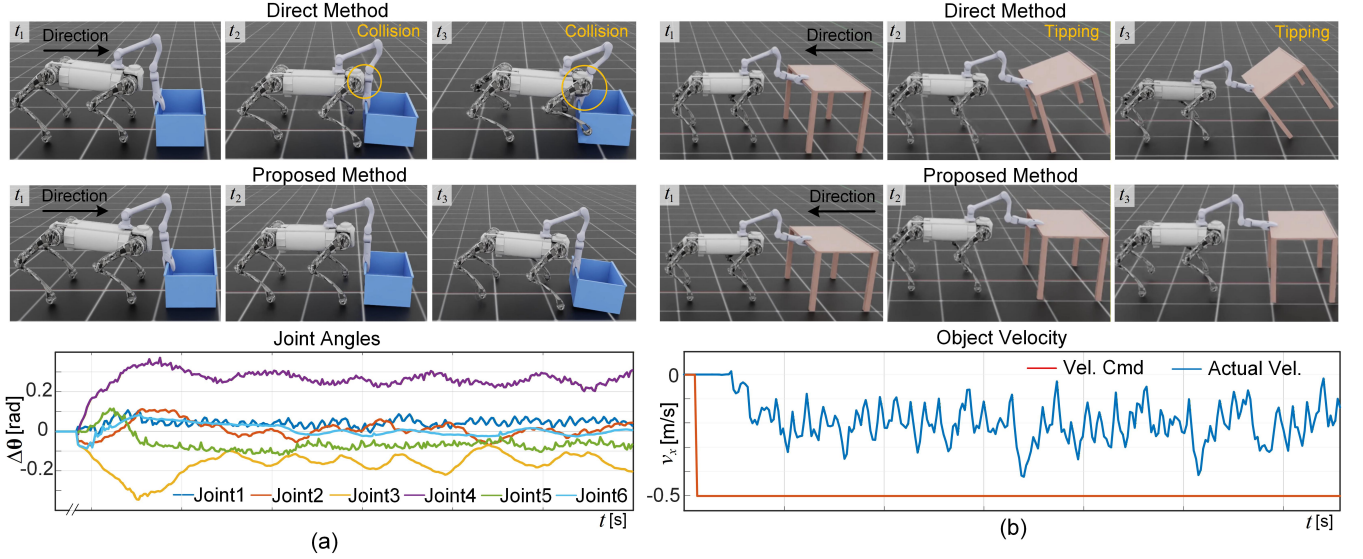 Direct Method
t1 Direction
t2 Collision
t3 Collision
Proposed Method
t1 Direction
t2
t3
Joint Angles
Δθ [rad]
0.2
0
-0.2
Joint1 Joint2 Joint3 Joint4 Joint5 Joint6
t [s]
(a)
Direct Method
t1 Direction
t2 Tipping
t3 Tipping
Proposed Method
t1 Direction
t2
t3
Object Velocity
Vel. Cmd Actual Vel.
vx [m/s]
0
-0.5
t [s]
(b)